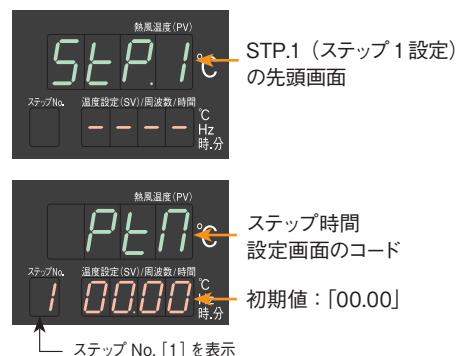 熱風温度(PV)
StP.1 ℃
STP.1（ステップ1設定）
の先頭画面
ステップNo. 温度設定(SV)/周波数/時間
---- ℃
Hz
時.分
熱風温度(PV)
Ptn ℃
ステップ時間
設定画面のコード
ステップNo. 温度設定(SV)/周波数/時間
1 00.00 ℃
Hz
時.分
初期値：「00.00」
ステップ No.［1］を表示